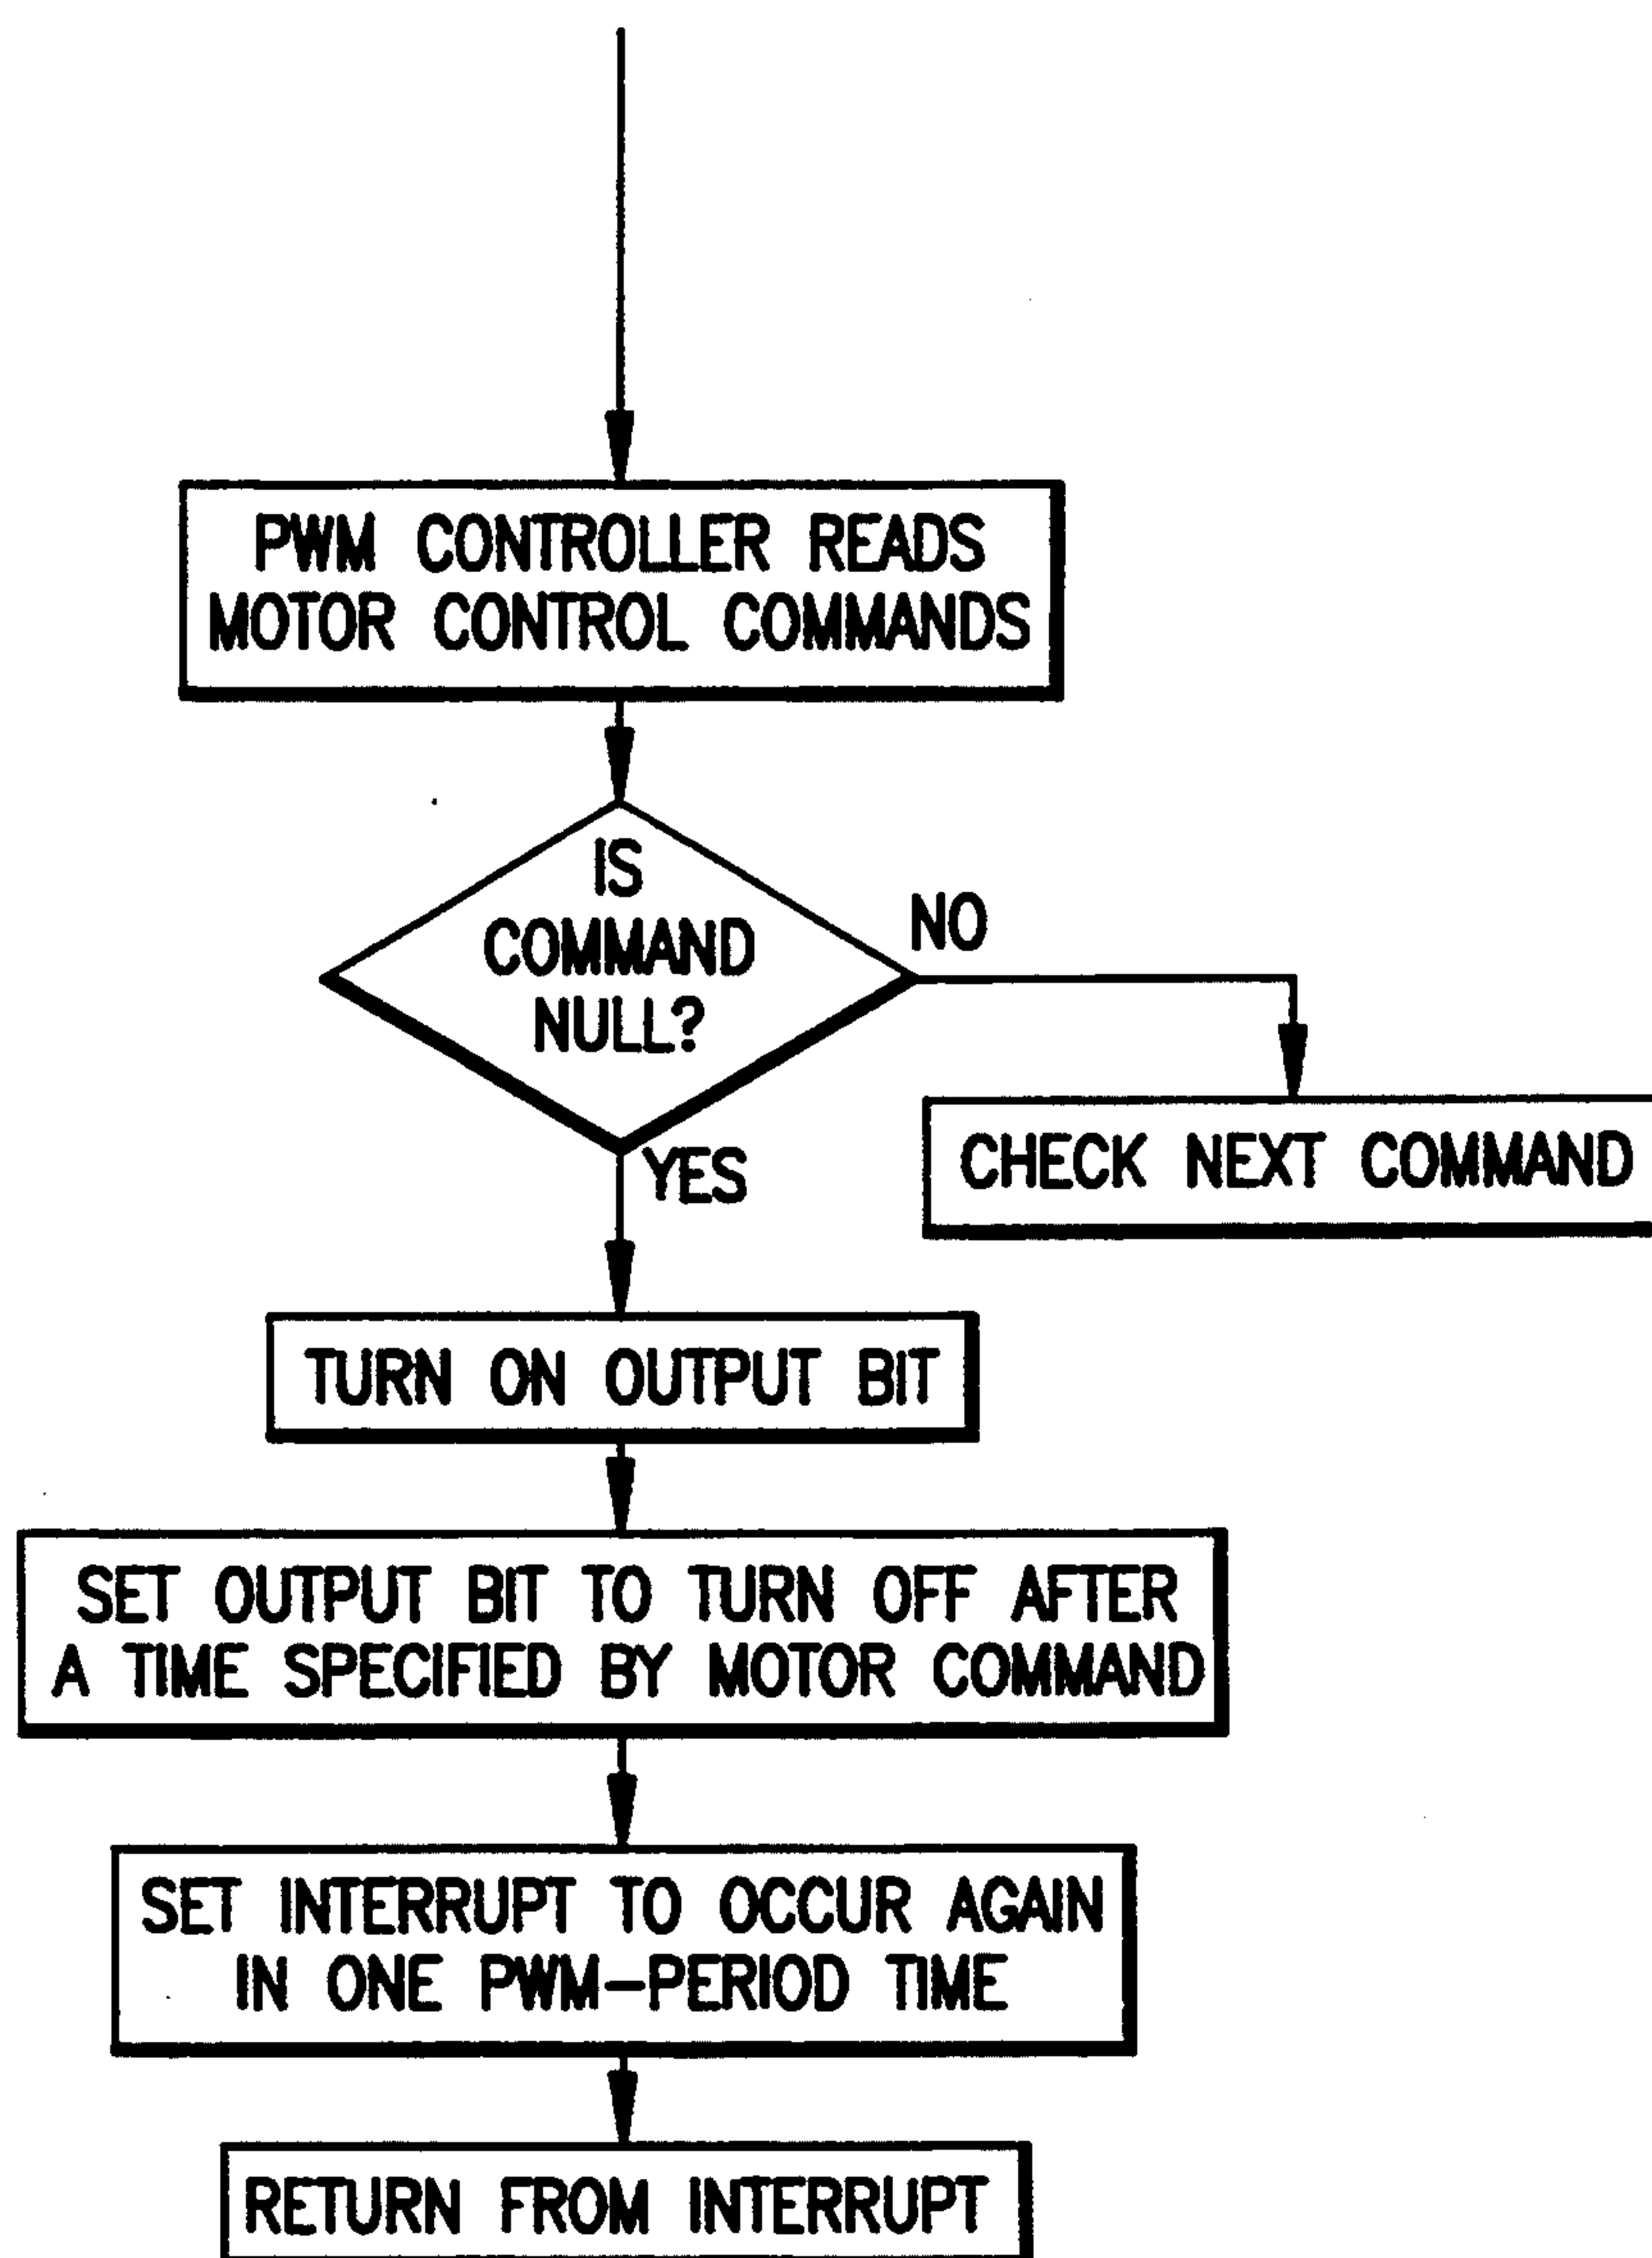 PWM CONTROLLER READS
MOTOR CONTROL COMMANDS
IS
COMMAND
NULL?
NO
CHECK NEXT COMMAND
YES
TURN ON OUTPUT BIT
SET OUTPUT BIT TO TURN OFF AFTER
A TIME SPECIFIED BY MOTOR COMMAND
SET INTERRUPT TO OCCUR AGAIN
IN ONE PWM-PERIOD TIME
RETURN FROM INTERRUPT